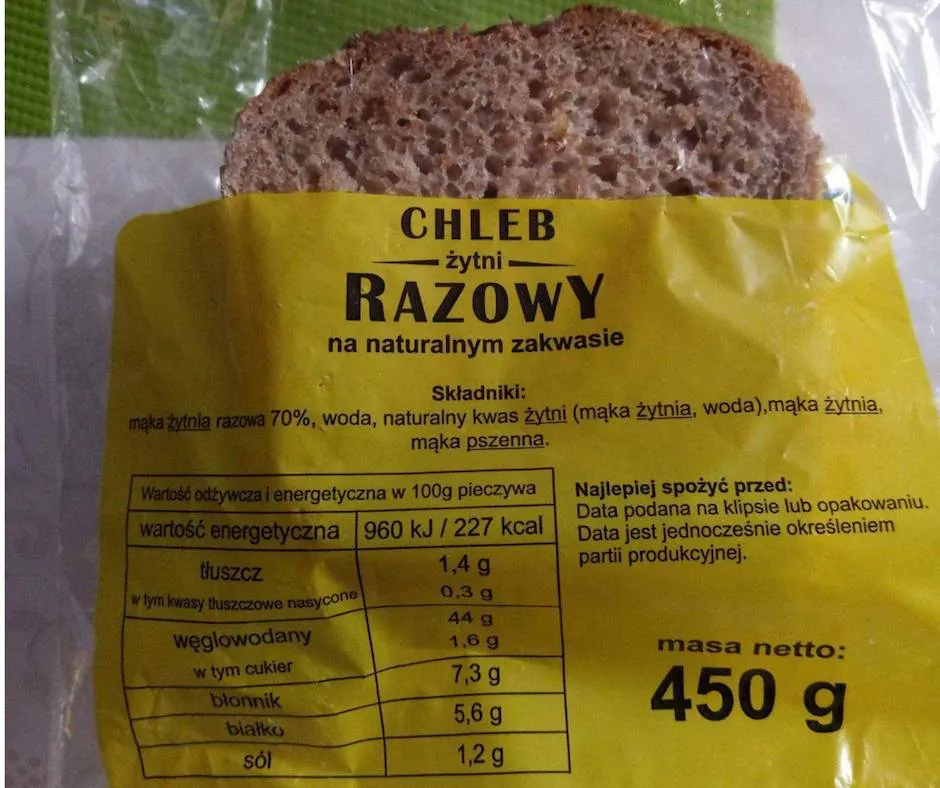 CHLEB
żytni
RAZOWY
na naturalnym zakwasie
Składniki:
mąka żytnia razowa 70%, woda, naturalny kwas żytni (mąka żytnia, woda),mąka żytnia,
mąka pszenna.
Wartość odżywcza i energetyczna w 100g pieczywa
wartość energetyczna 960 kJ / 227 kcal
tłuszcz 1,4 g
w tym kwasy tłuszczowe nasycone 0,3 g
węglowodany 44 g
w tym cukier 1,6 g
błonnik 7,3 g
białko 5,6 g
sól 1,2 g
Najlepiej spożyć przed:
Data podana na klipsie lub opakowaniu.
Data jest jednocześnie określeniem
partii produkcyjnej.
masa netto:
450 g